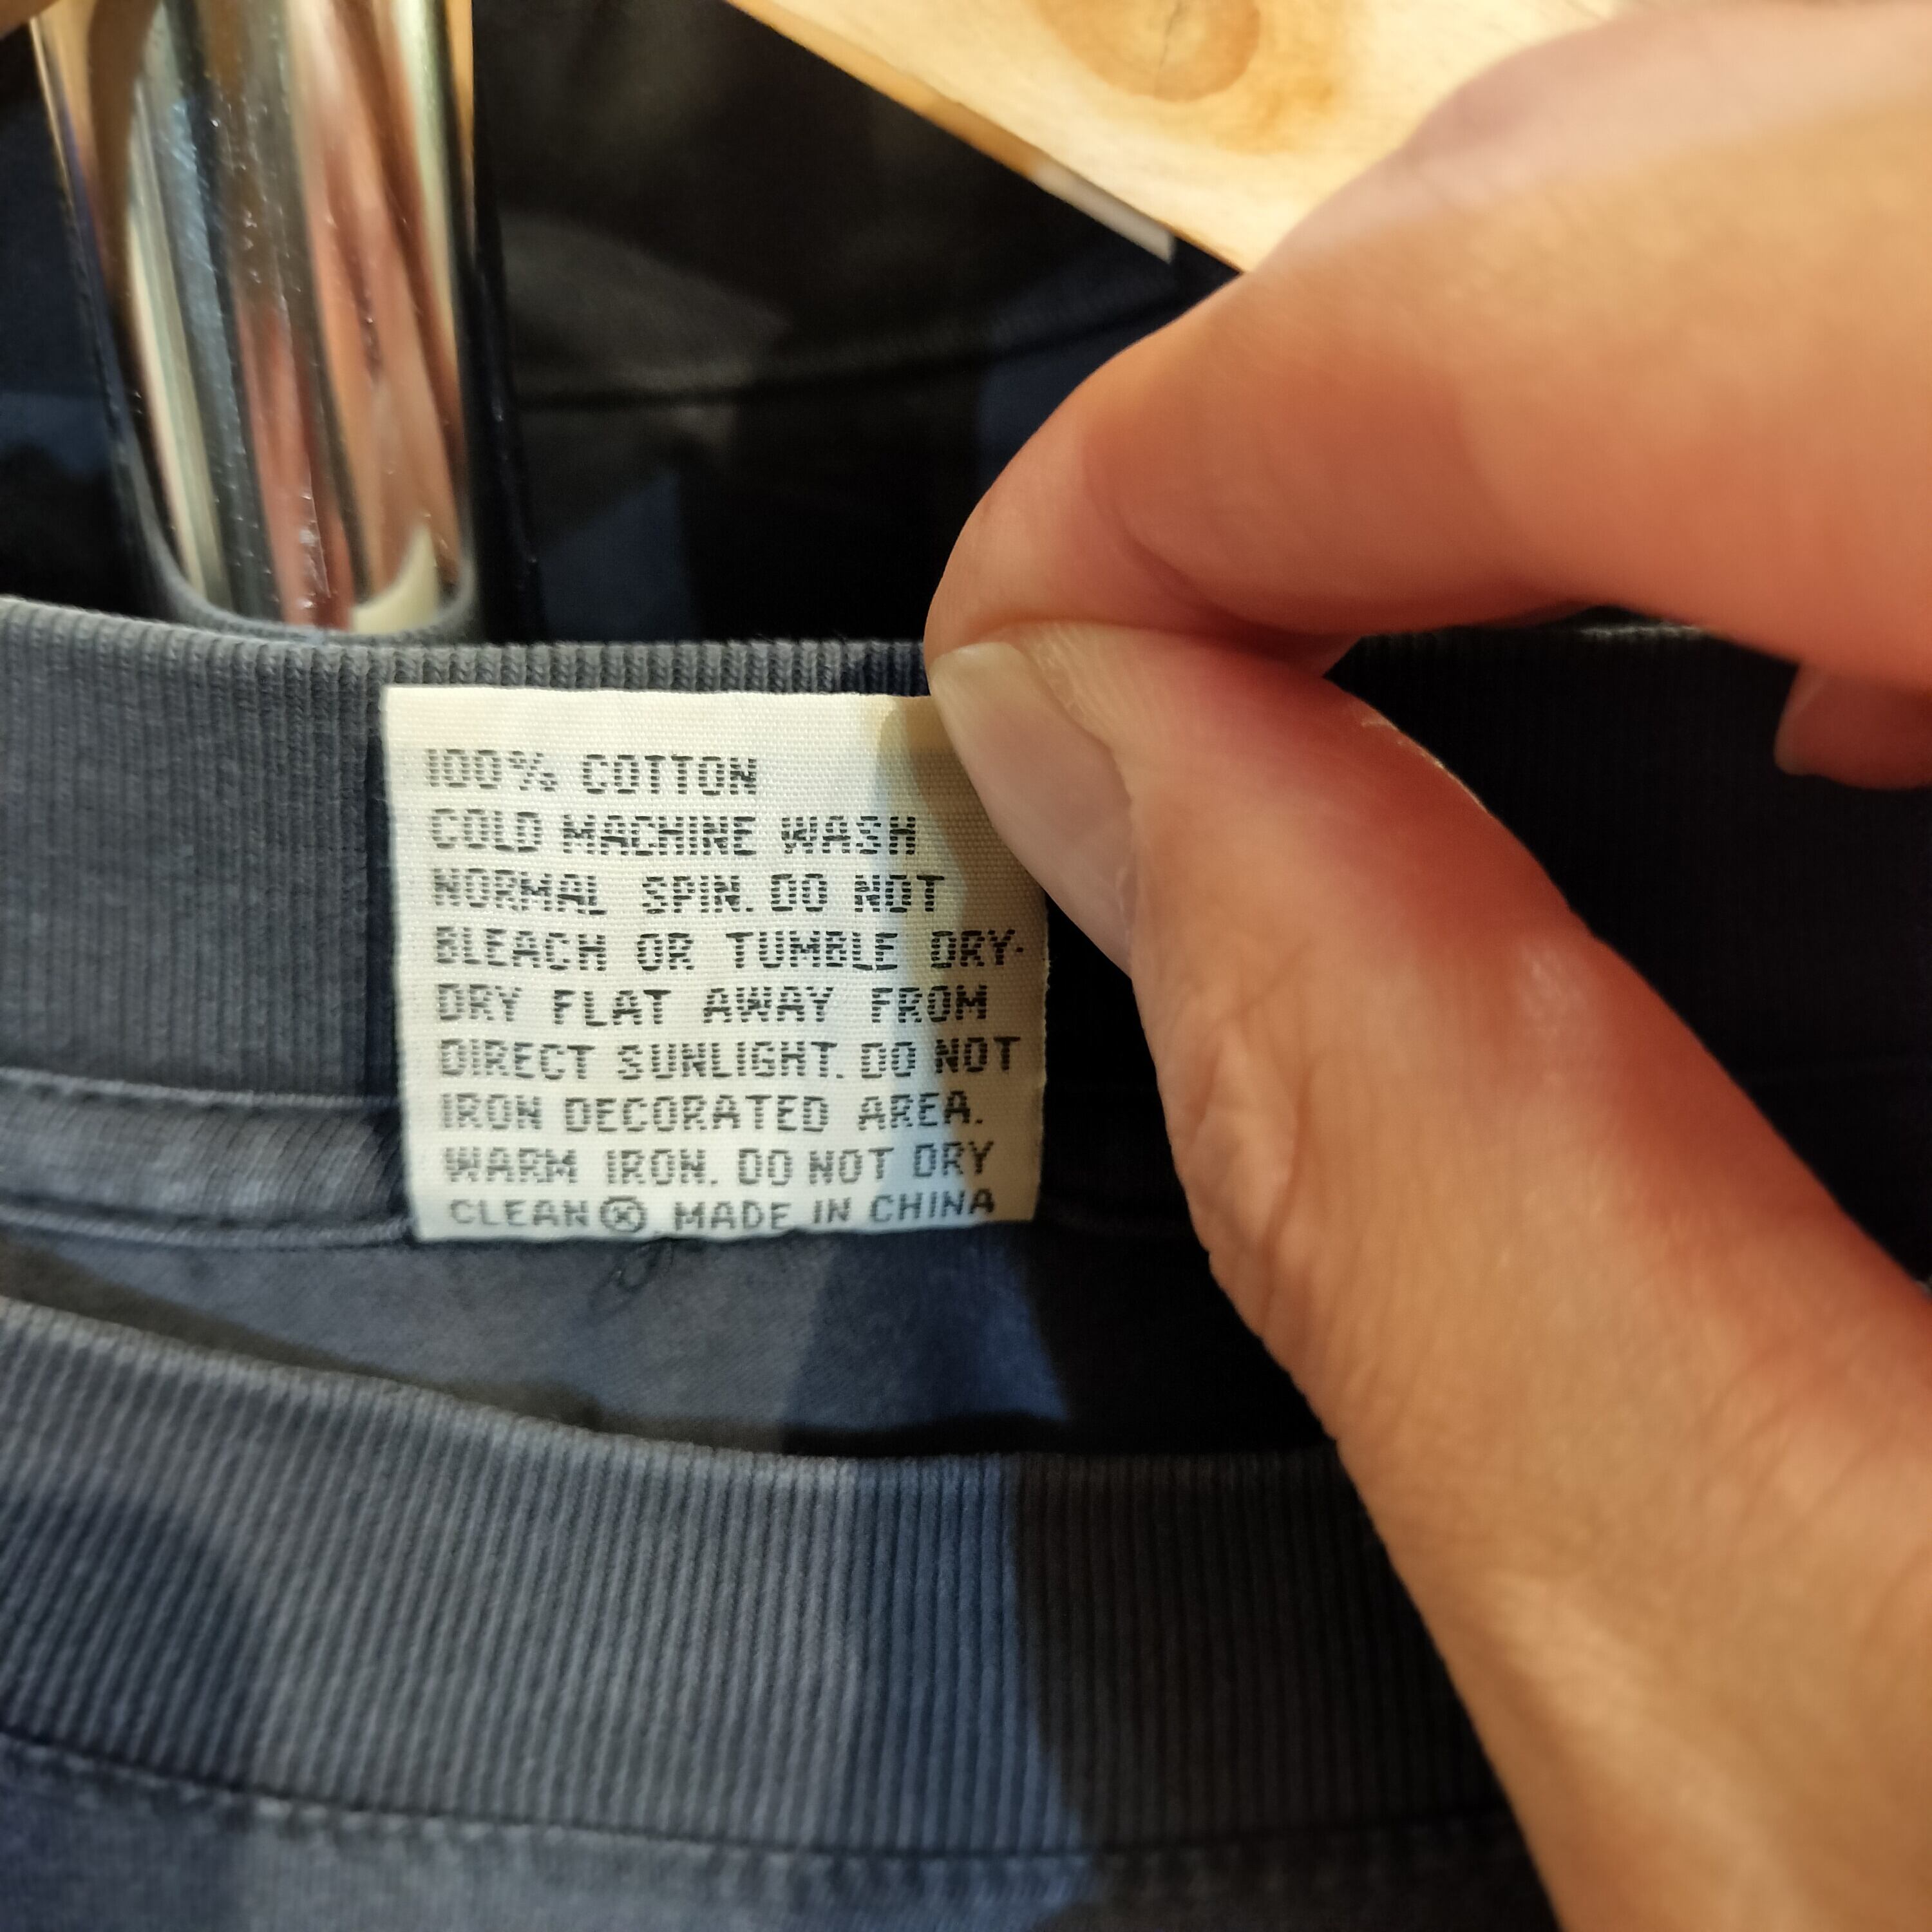 100% COTTON
COLD MACHINE WASH
NORMAL SPIN. DO NOT
BLEACH OR TUMBLE DRY.
DRY FLAT AWAY FROM
DIRECT SUNLIGHT. DO NOT
IRON DECORATED AREA.
WARM IRON. DO NOT DRY
CLEAN ⓧ MADE IN CHINA